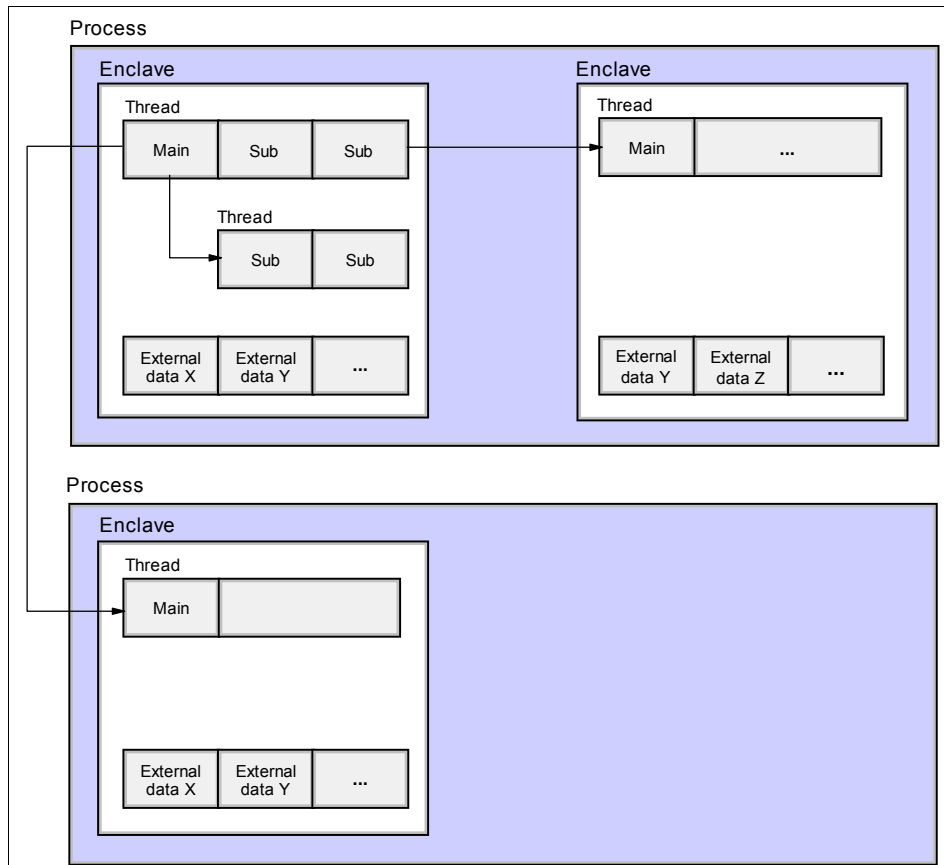 Process
Enclave
Enclave
Thread
Thread
Main
Sub
Sub
Main
...
Thread
Sub
Sub
External
data X
External
data Y
...
External
data Y
External
data Z
...
Process
Enclave
Thread
Main
External
data X
External
data Y
...